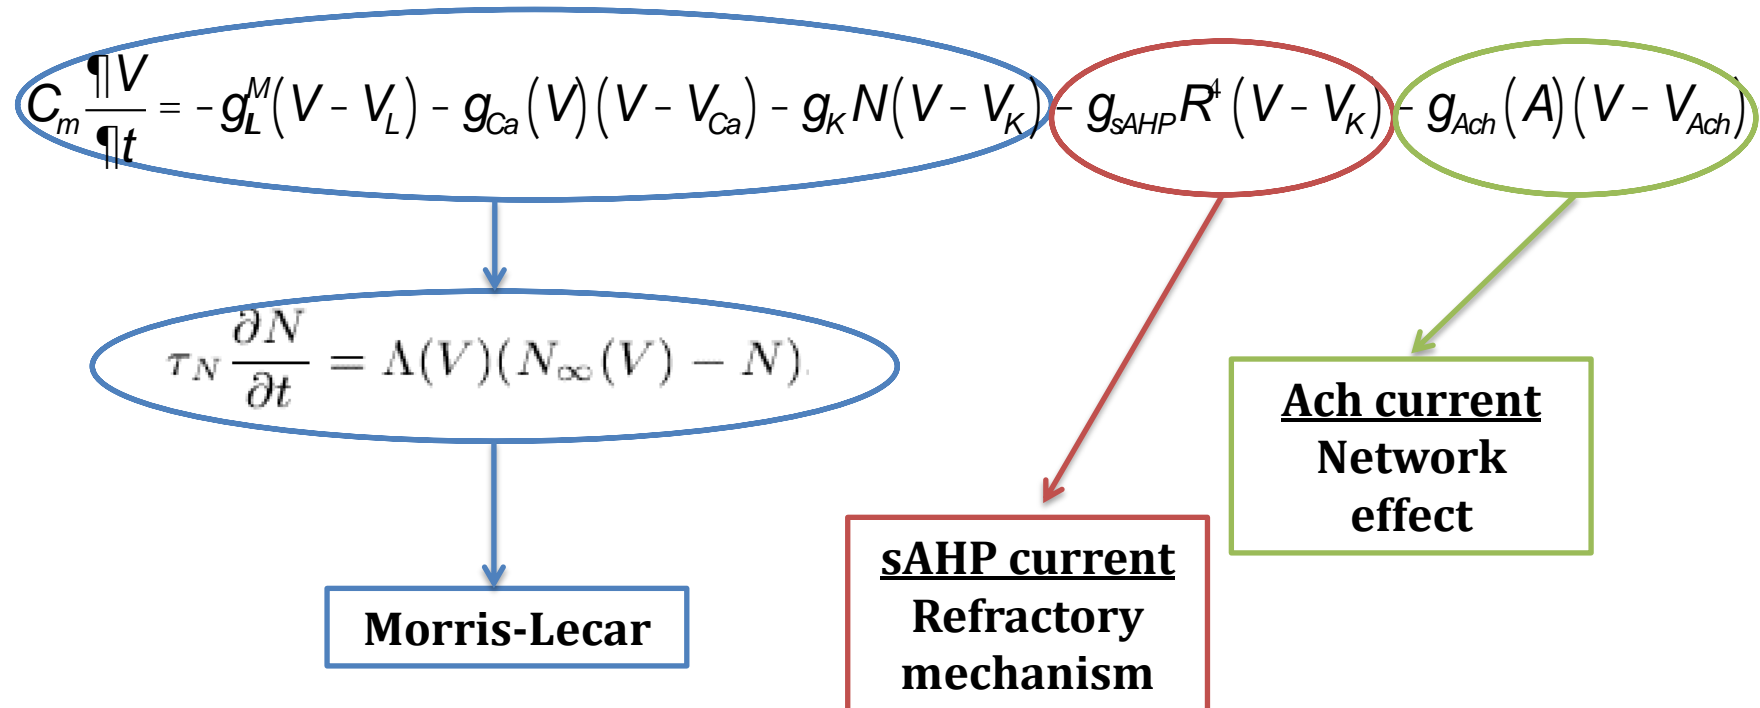 C_m ¶V/¶t = -g_L^M(V - V_L) - g_Ca(V)(V - V_Ca) - g_K N(V - V_K) - g_sAHP R^4(V - V_K) - g_Ach(A)(V - V_Ach)
τ_N ∂N/∂t = Λ(V)(N_∞(V) - N).
Ach current
Network
effect
sAHP current
Refractory
mechanism
Morris-Lecar